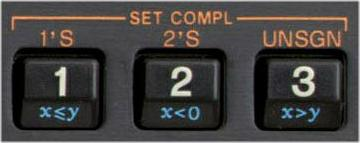 SET COMPL
1'S 2'S UNSGN
1 2 3
x≤y x<0 x>y